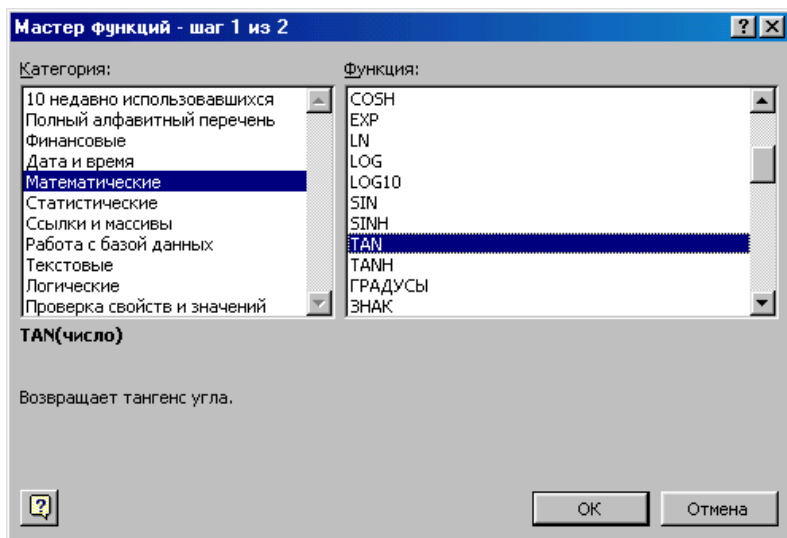 Мастер функций - шаг 1 из 2
Категория:
10 недавно использовавшихся
Полный алфавитный перечень
Финансовые
Дата и время
Математические
Статистические
Ссылки и массивы
Работа с базой данных
Текстовые
Логические
Проверка свойств и значений
Функция:
COSH
EXP
LN
LOG
LOG10
SIN
SINH
TAN
TANH
ГРАДУСЫ
ЗНАК
TAN(число)
Возвращает тангенс угла.
ОК
Отмена